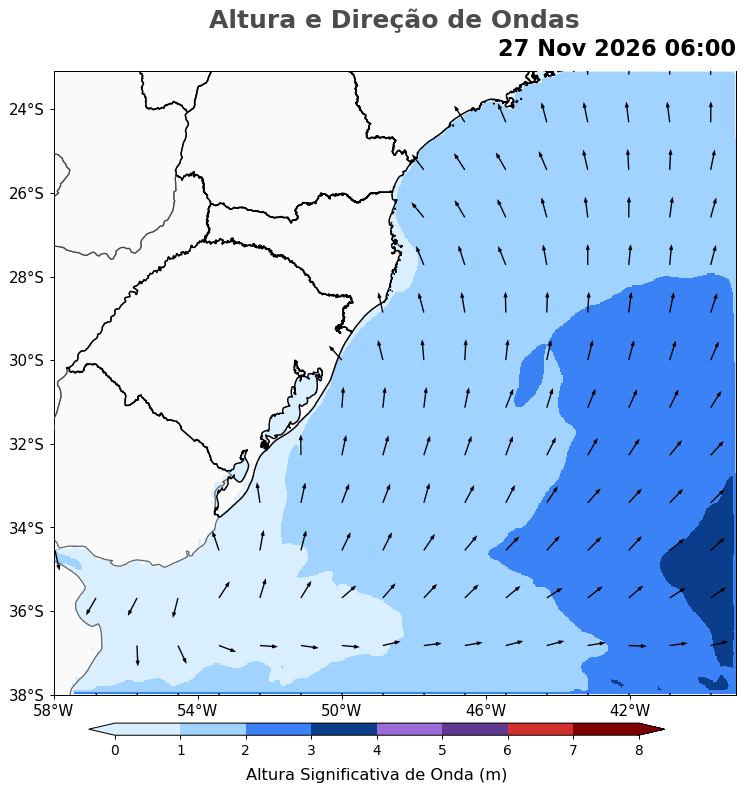 Altura e Direção de Ondas
27 Nov 2026 06:00
24°S
26°S
28°S
30°S
32°S
34°S
36°S
38°S
58°W 54°W 50°W 46°W 42°W
0 1 2 3 4 5 6 7 8
Altura Significativa de Onda (m)